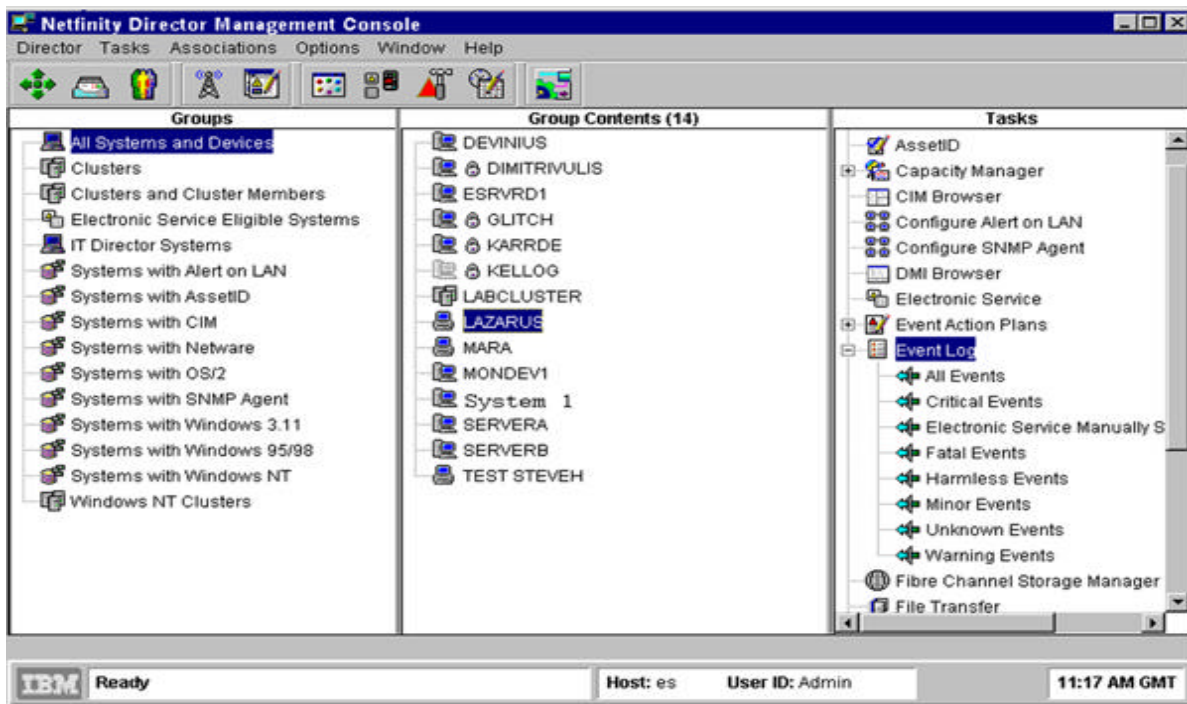 Netfinity Director Management Console
Director Tasks Associations Options Window Help
Groups
All Systems and Devices
Clusters
Clusters and Cluster Members
Electronic Service Eligible Systems
IT Director Systems
Systems with Alert on LAN
Systems with AssetID
Systems with CIM
Systems with Netware
Systems with OS/2
Systems with SNMP Agent
Systems with Windows 3.11
Systems with Windows 95/98
Systems with Windows NT
Windows NT Clusters
Group Contents (14)
DEVINIUS
DIMITRIVULIS
ESRVRD1
GLITCH
KARRDE
KELLOG
LABCLUSTER
LAZARUS
MARA
MONDEV1
System 1
SERVERA
SERVERB
TEST STEVEH
Tasks
AssetID
Capacity Manager
CIM Browser
Configure Alert on LAN
Configure SNMP Agent
DMI Browser
Electronic Service
Event Action Plans
Event Log
All Events
Critical Events
Electronic Service Manually S
Fatal Events
Harmless Events
Minor Events
Unknown Events
Warning Events
Fibre Channel Storage Manager
File Transfer
IBM Ready Host: es User ID: Admin 11:17 AM GMT